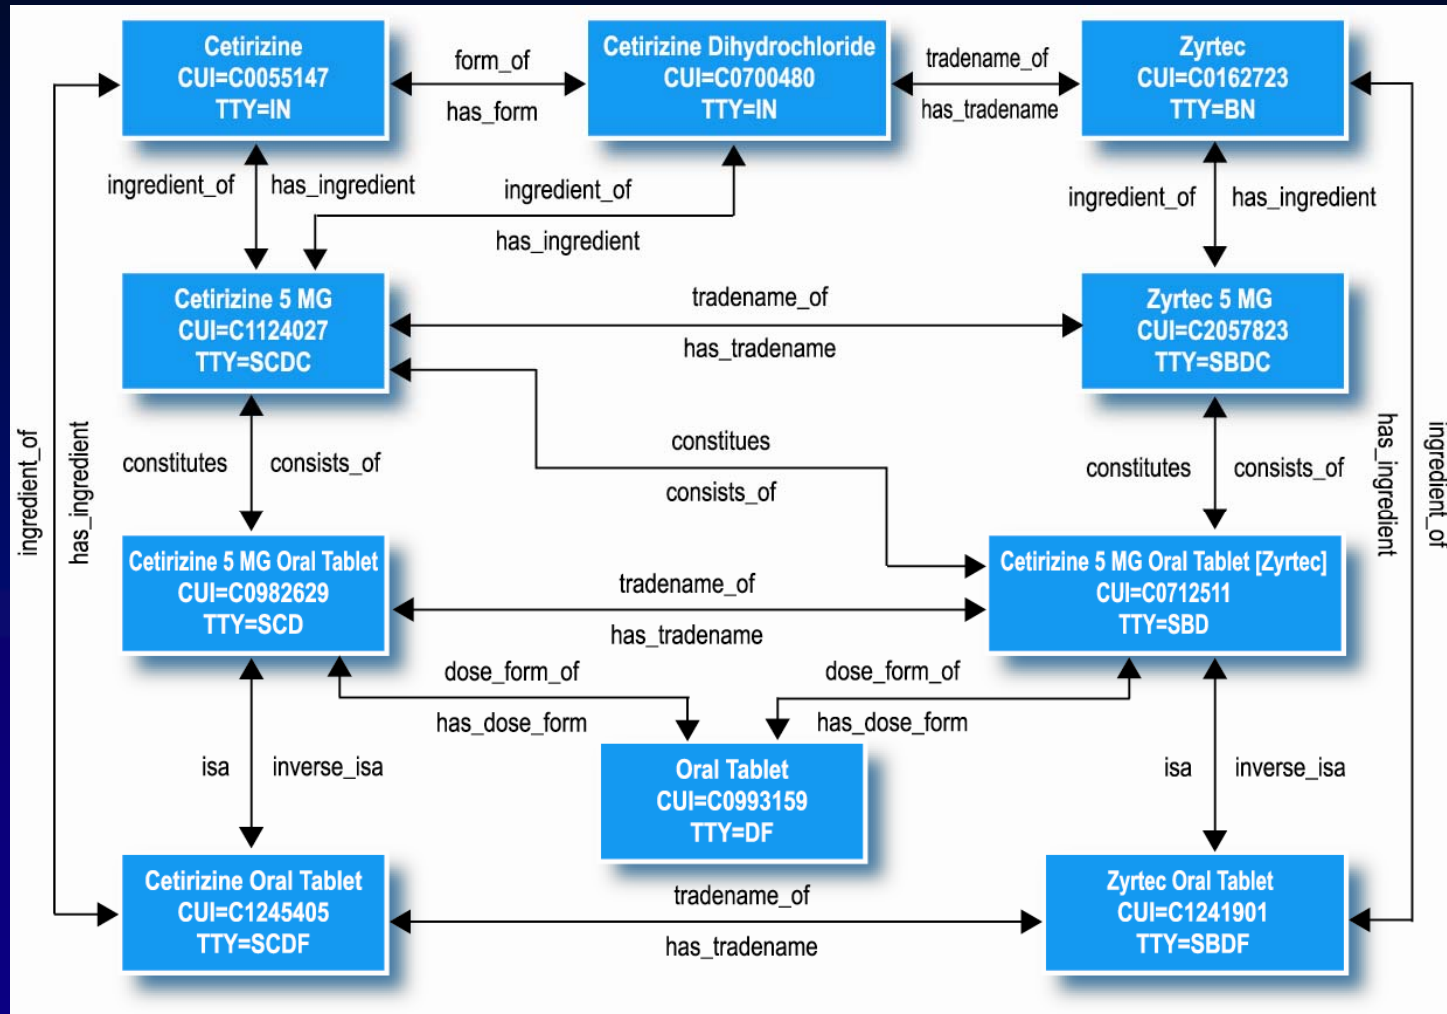 Cetirizine
CUI=C0055147
TTY=IN
form_of
has_form
Cetirizine Dihydrochloride
CUI=C0700480
TTY=IN
tradename_of
has_tradename
Zyrtec
CUI=C0162723
TTY=BN
ingredient_of
has_ingredient
ingredient_of
has_ingredient
ingredient_of
has_ingredient
Cetirizine 5 MG
CUI=C1124027
TTY=SCDC
tradename_of
has_tradename
Zyrtec 5 MG
CUI=C2057823
TTY=SBDC
ingredient_of
has_ingredient
constitutes
consists_of
constitues
consists_of
constitutes
consists_of
has_ingredient
ingredient_of
Cetirizine 5 MG Oral Tablet
CUI=C0982629
TTY=SCD
tradename_of
has_tradename
Cetirizine 5 MG Oral Tablet [Zyrtec]
CUI=C0712511
TTY=SBD
dose_form_of
has_dose_form
dose_form_of
has_dose_form
isa
inverse_isa
Oral Tablet
CUI=C0993159
TTY=DF
isa
inverse_isa
Cetirizine Oral Tablet
CUI=C1245405
TTY=SCDF
tradename_of
has_tradename
Zyrtec Oral Tablet
CUI=C1241901
TTY=SBDF